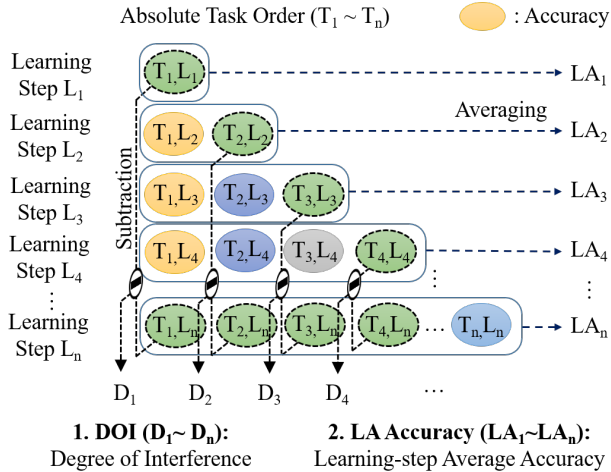 Absolute Task Order (T₁ ~ Tₙ)
: Accuracy
Learning Step L₁
T₁,L₁
LA₁
Learning Step L₂
T₁,L₂
T₂,L₂
Averaging
LA₂
Learning Step L₃
T₁,L₃
T₂,L₃
T₃,L₃
LA₃
Subtraction
Learning Step L₄
T₁,L₄
T₂,L₄
T₃,L₄
T₄,L₄
LA₄
⋮
⋮
⋮
Learning Step Lₙ
T₁,Lₙ
T₂,Lₙ
T₃,Lₙ
T₄,Lₙ
...
Tₙ,Lₙ
LAₙ
D₁
D₂
D₃
D₄
...
1. DOI (D₁~ Dₙ):
Degree of Interference
2. LA Accuracy (LA₁~LAₙ):
Learning-step Average Accuracy